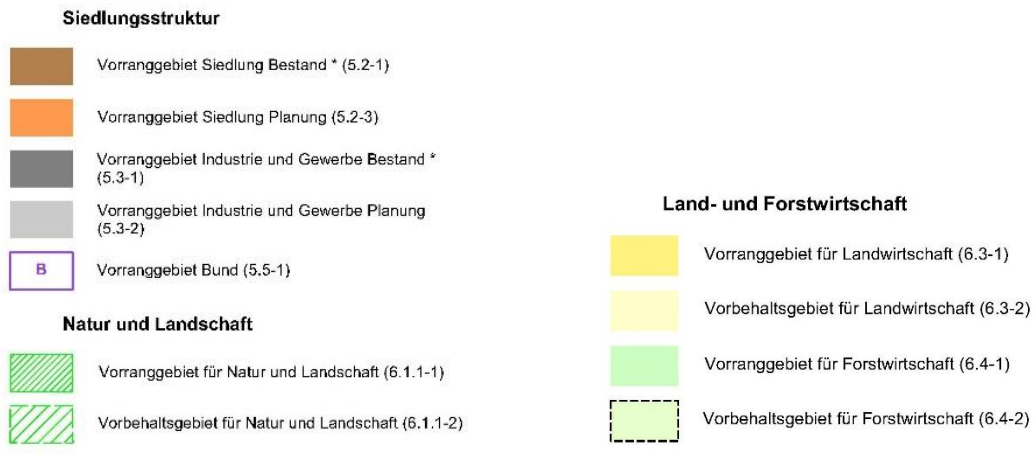 Siedlungsstruktur
Vorranggebiet Siedlung Bestand * (5.2-1)
Vorranggebiet Siedlung Planung (5.2-3)
Vorranggebiet Industrie und Gewerbe Bestand *
(5.3-1)
Vorranggebiet Industrie und Gewerbe Planung
(5.3-2)
B
Vorranggebiet Bund (5.5-1)
Natur und Landschaft
Vorranggebiet für Natur und Landschaft (6.1.1-1)
Vorbehaltsgebiet für Natur und Landschaft (6.1.1-2)
Land- und Forstwirtschaft
Vorranggebiet für Landwirtschaft (6.3-1)
Vorbehaltsgebiet für Landwirtschaft (6.3-2)
Vorranggebiet für Forstwirtschaft (6.4-1)
Vorbehaltsgebiet für Forstwirtschaft (6.4-2)